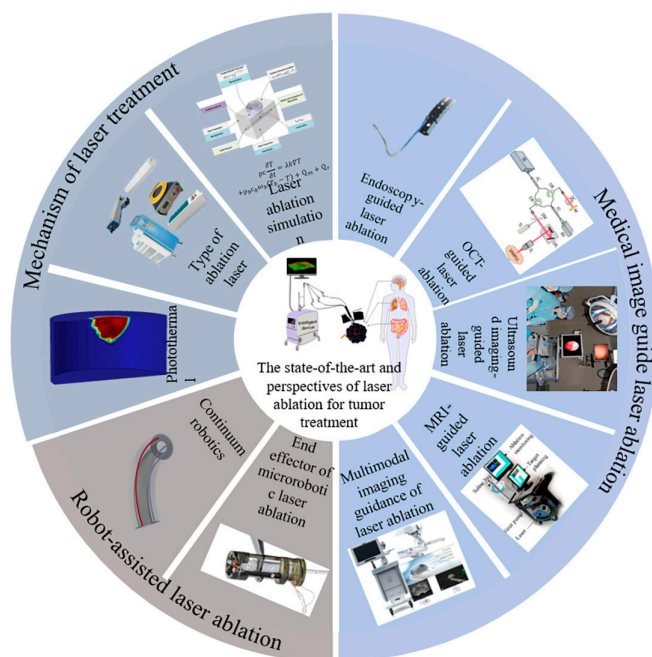 Mechanism of laser treatment
Laser
ablation
simulatio
n
Type of
ablation
laser
Phototherma
l
Medical image guide laser ablation
Endoscopy-
guided laser
ablation
OCT-
guided
laser
ablation
Ultrasoun
d imaging-
guided
laser
ablation
MRI-
guided laser
ablation
Multimodal
imaging
guidance of
laser ablation
Robot-assisted laser ablation
Continuum
robotics
End
effector of
microroboti
c laser
ablation
The state-of-the-art and
perspectives of laser
ablation for tumor
treatment